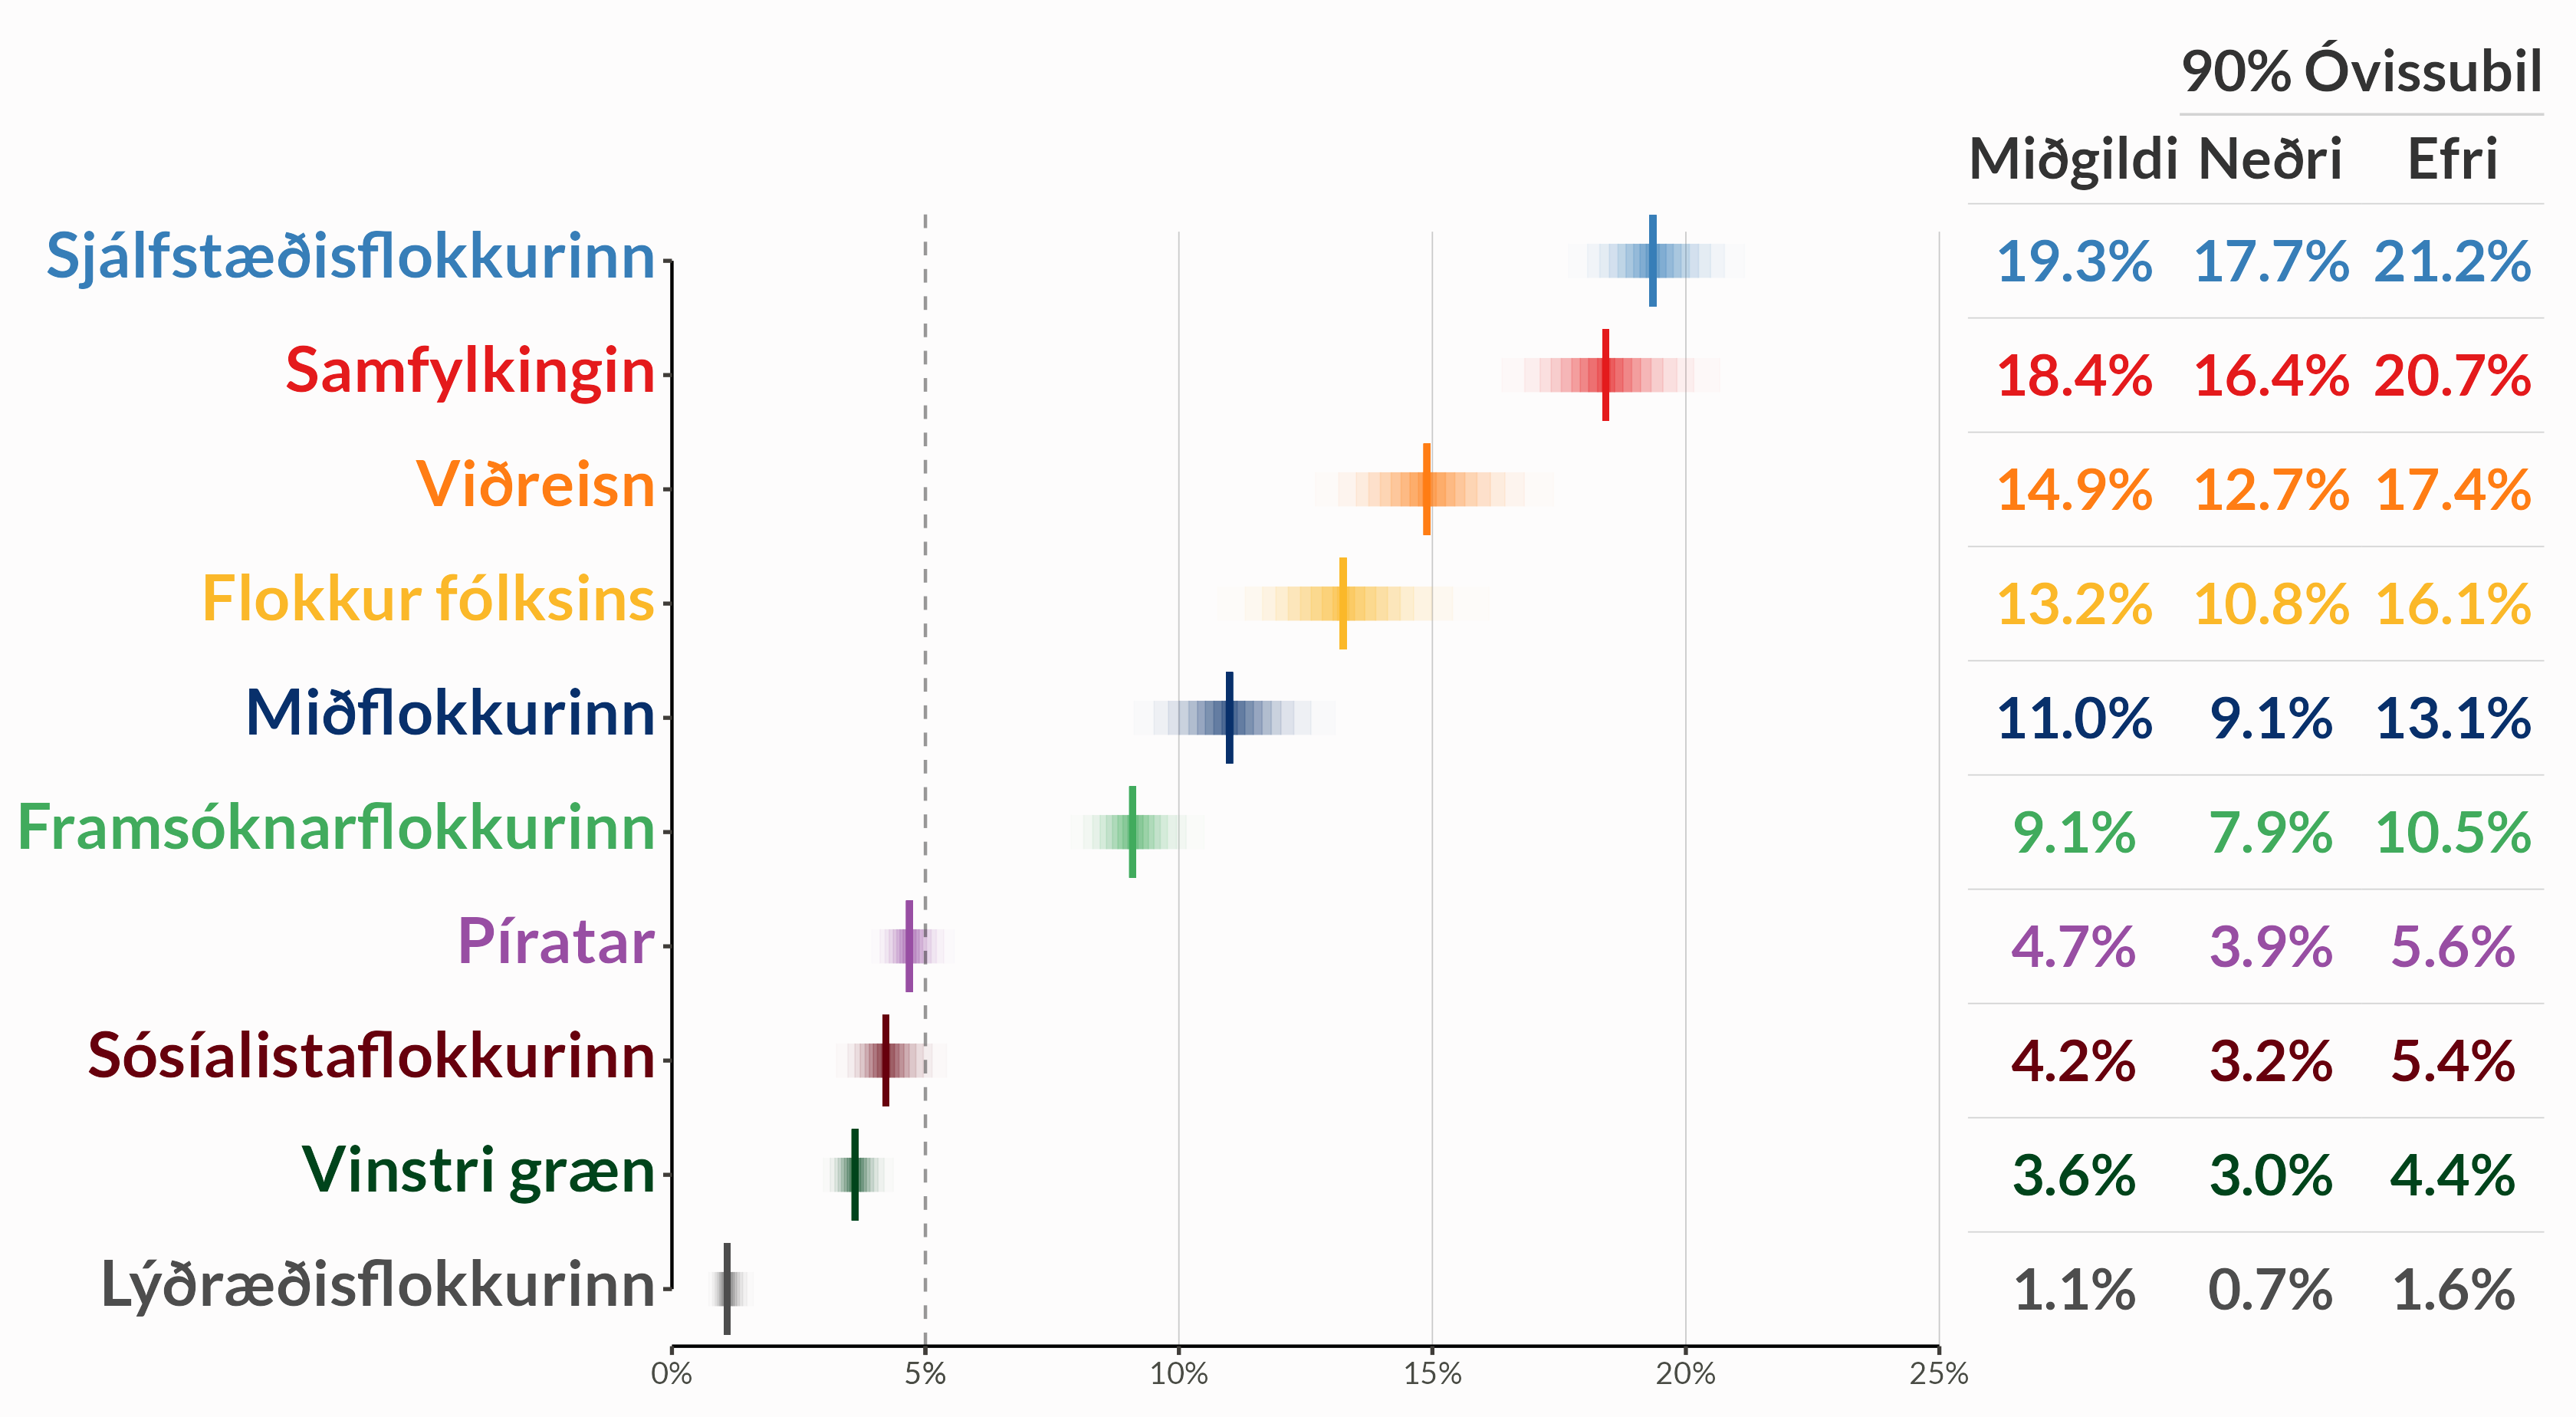 90% Óvissubil
Miðgildi Neðri Efri
Sjálfstæðisflokkurinn 19.3% 17.7% 21.2%
Samfylkingin 18.4% 16.4% 20.7%
Viðreisn 14.9% 12.7% 17.4%
Flokkur fólksins 13.2% 10.8% 16.1%
Miðflokkurinn 11.0% 9.1% 13.1%
Framsóknarflokkurinn 9.1% 7.9% 10.5%
Píratar 4.7% 3.9% 5.6%
Sósíalistaflokkurinn 4.2% 3.2% 5.4%
Vinstri græn 3.6% 3.0% 4.4%
Lýðræðisflokkurinn 1.1% 0.7% 1.6%
0% 5% 10% 15% 20% 25%